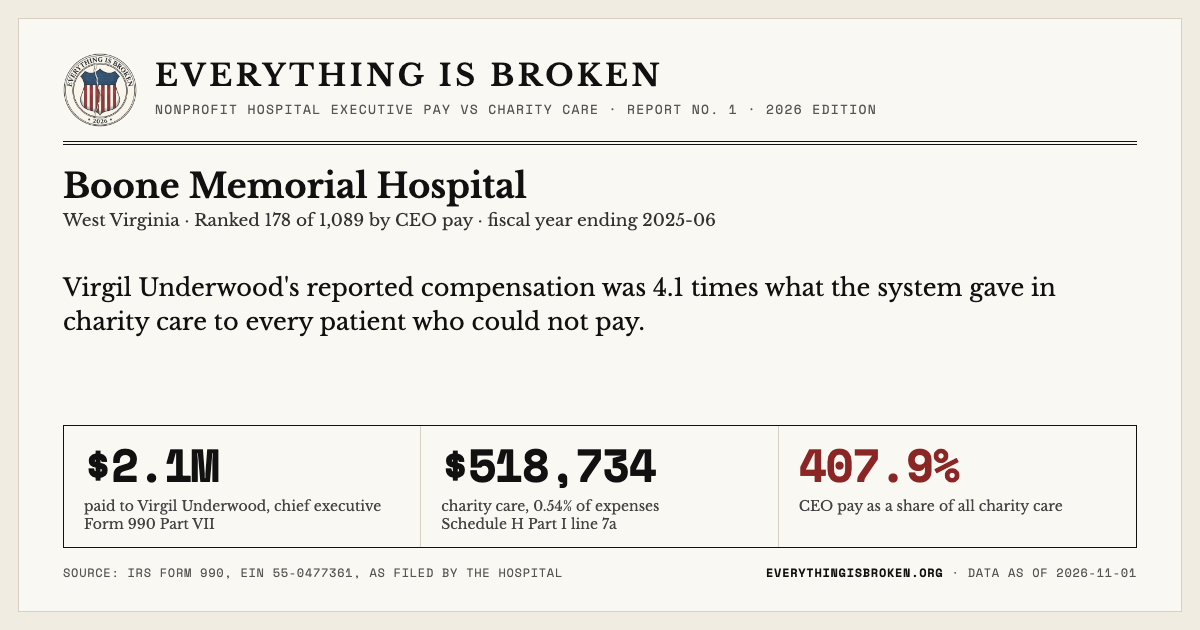 EVERYTHING IS BROKEN
· 2026 ·
EVERYTHING IS BROKEN
NONPROFIT HOSPITAL EXECUTIVE PAY VS CHARITY CARE · REPORT NO. 1 · 2026 EDITION
Boone Memorial Hospital
West Virginia · Ranked 178 of 1,089 by CEO pay · fiscal year ending 2025-06
Virgil Underwood's reported compensation was 4.1 times what the system gave in
charity care to every patient who could not pay.
$2.1M
paid to Virgil Underwood, chief executive
Form 990 Part VII
$518,734
charity care, 0.54% of expenses
Schedule H Part I line 7a
407.9%
CEO pay as a share of all charity care
SOURCE: IRS FORM 990, EIN 55-0477361, AS FILED BY THE HOSPITAL
EVERYTHINGISBROKEN.ORG · DATA AS OF 2026-11-01